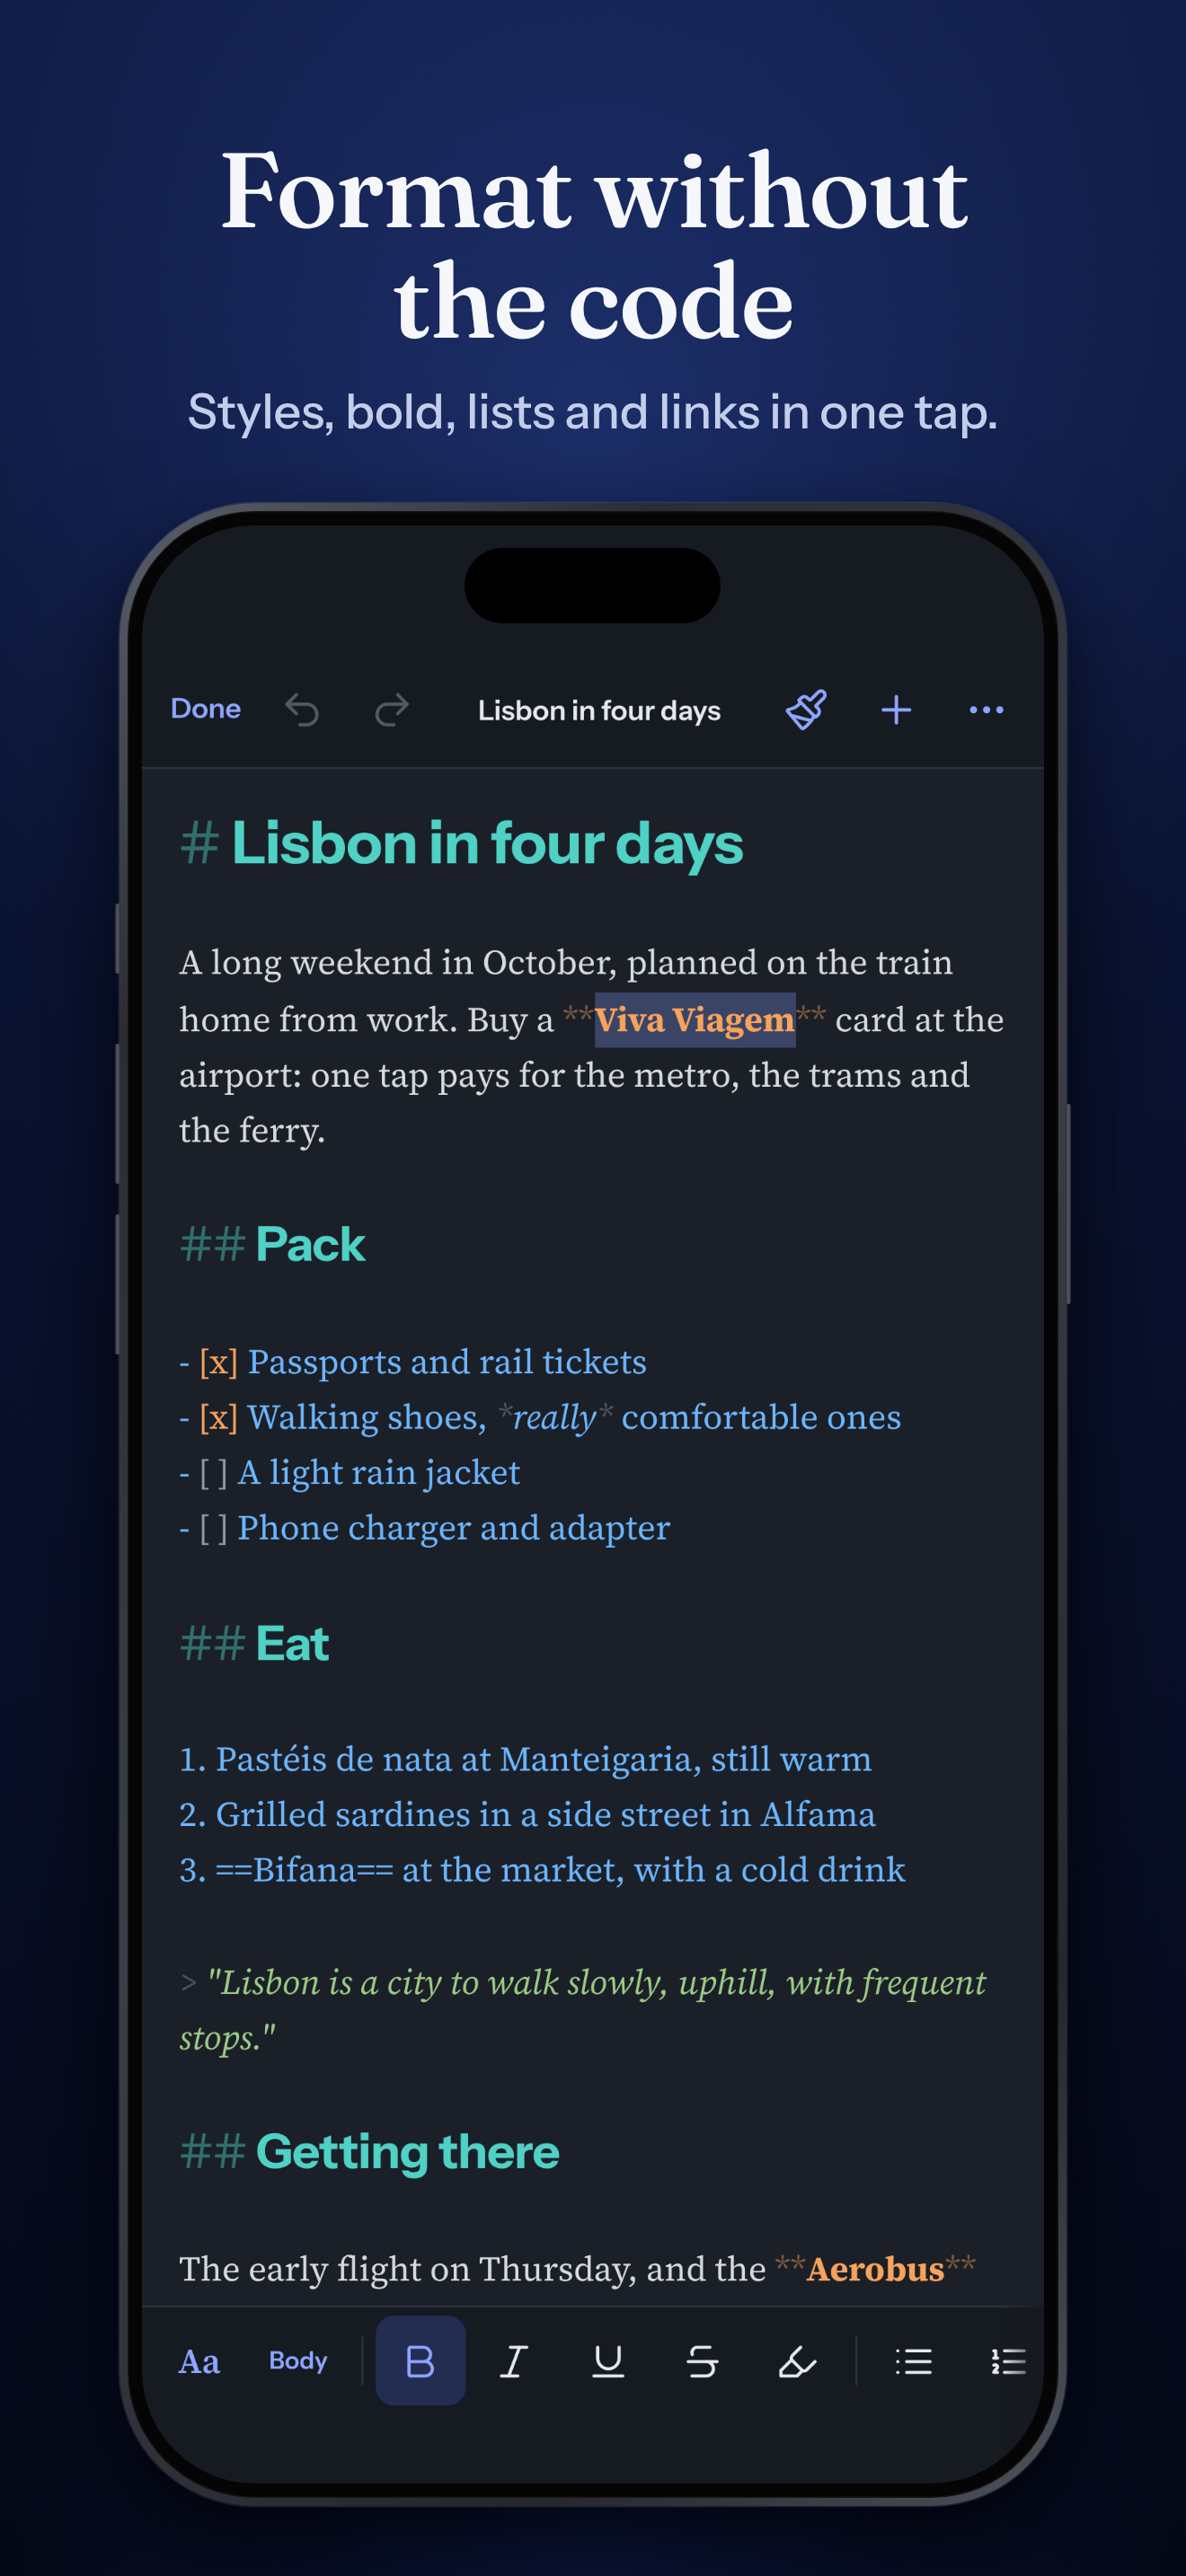 Format without
the code
Styles, bold, lists and links in one tap.
Done
Lisbon in four days
# Lisbon in four days
A long weekend in October, planned on the train
home from work. Buy a **Viva Viagem** card at the
airport: one tap pays for the metro, the trams and
the ferry.
## Pack
- [x] Passports and rail tickets
- [x] Walking shoes, *really* comfortable ones
- [ ] A light rain jacket
- [ ] Phone charger and adapter
## Eat
1. Pastéis de nata at Manteigaria, still warm
2. Grilled sardines in a side street in Alfama
3. ==Bifana== at the market, with a cold drink
> "Lisbon is a city to walk slowly, uphill, with frequent
stops."
## Getting there
The early flight on Thursday, and the **Aerobus**
Aa Body B I U S